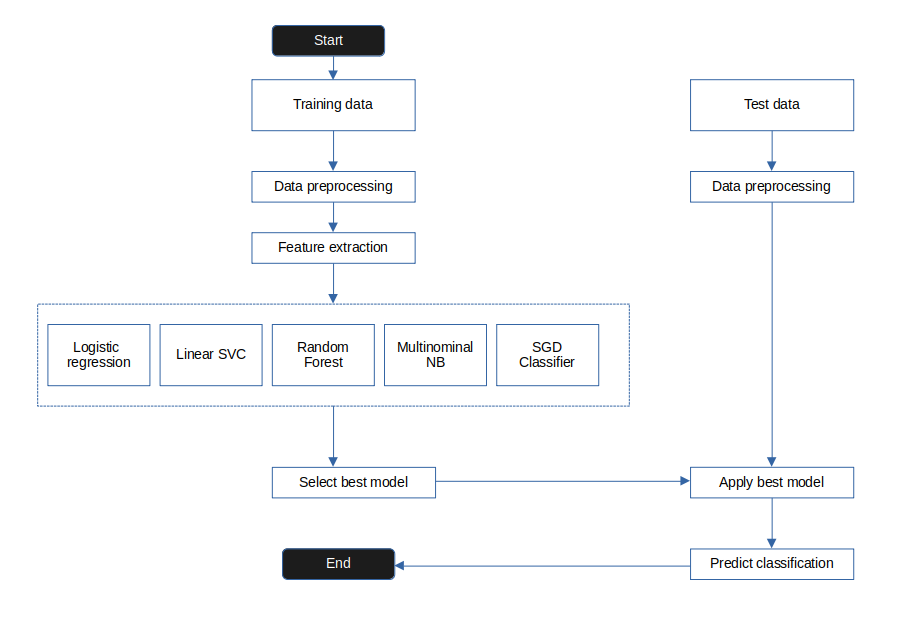 Start
Training data
Test data
Data preprocessing
Data preprocessing
Feature extraction
Logistic
regression
Linear SVC
Random
Forest
Multinominal
NB
SGD
Classifier
Select best model
Apply best model
End
Predict classification